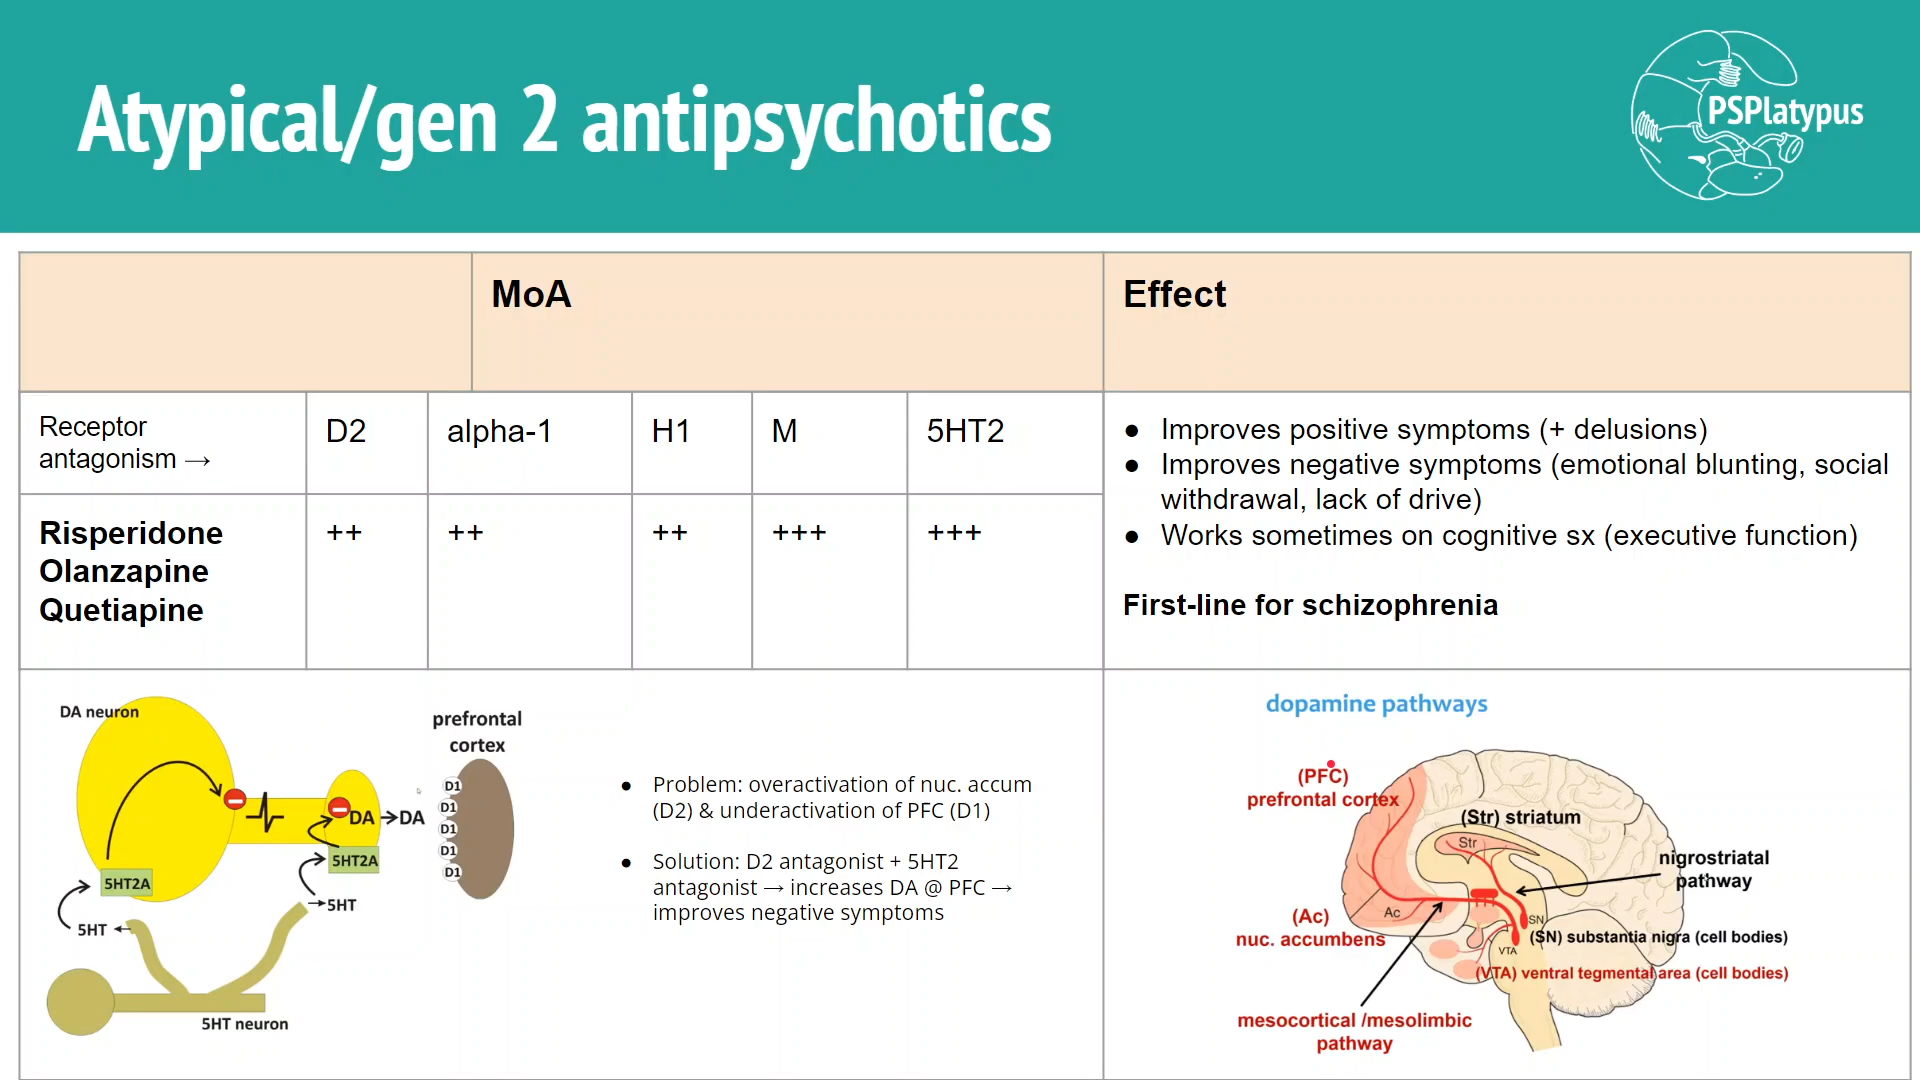 Atypical/gen 2 antipsychotics
PSPlatypus
MoA
Effect
Receptor
antagonism →
D2
alpha-1
H1
M
5HT2
● Improves positive symptoms (+ delusions)
● Improves negative symptoms (emotional blunting, social
withdrawal, lack of drive)
● Works sometimes on cognitive sx (executive function)
First-line for schizophrenia
Risperidone
Olanzapine
Quetiapine
++
++
++
+++
+++
DA neuron
5HT2A
5HT
5HT neuron
DA
DA
5HT2A
5HT
prefrontal
cortex
D1
D1
D1
D1
D1
● Problem: overactivation of nuc. accum
(D2) & underactivation of PFC (D1)
● Solution: D2 antagonist + 5HT2
antagonist → increases DA @ PFC →
improves negative symptoms
dopamine pathways
(PFC)
prefrontal cortex
(Str) striatum
Str
nigrostriatal
pathway
(Ac)
nuc. accumbens
Ac
SN
(SN) substantia nigra (cell bodies)
VTA
(VTA) ventral tegmental area (cell bodies)
mesocortical /mesolimbic
pathway